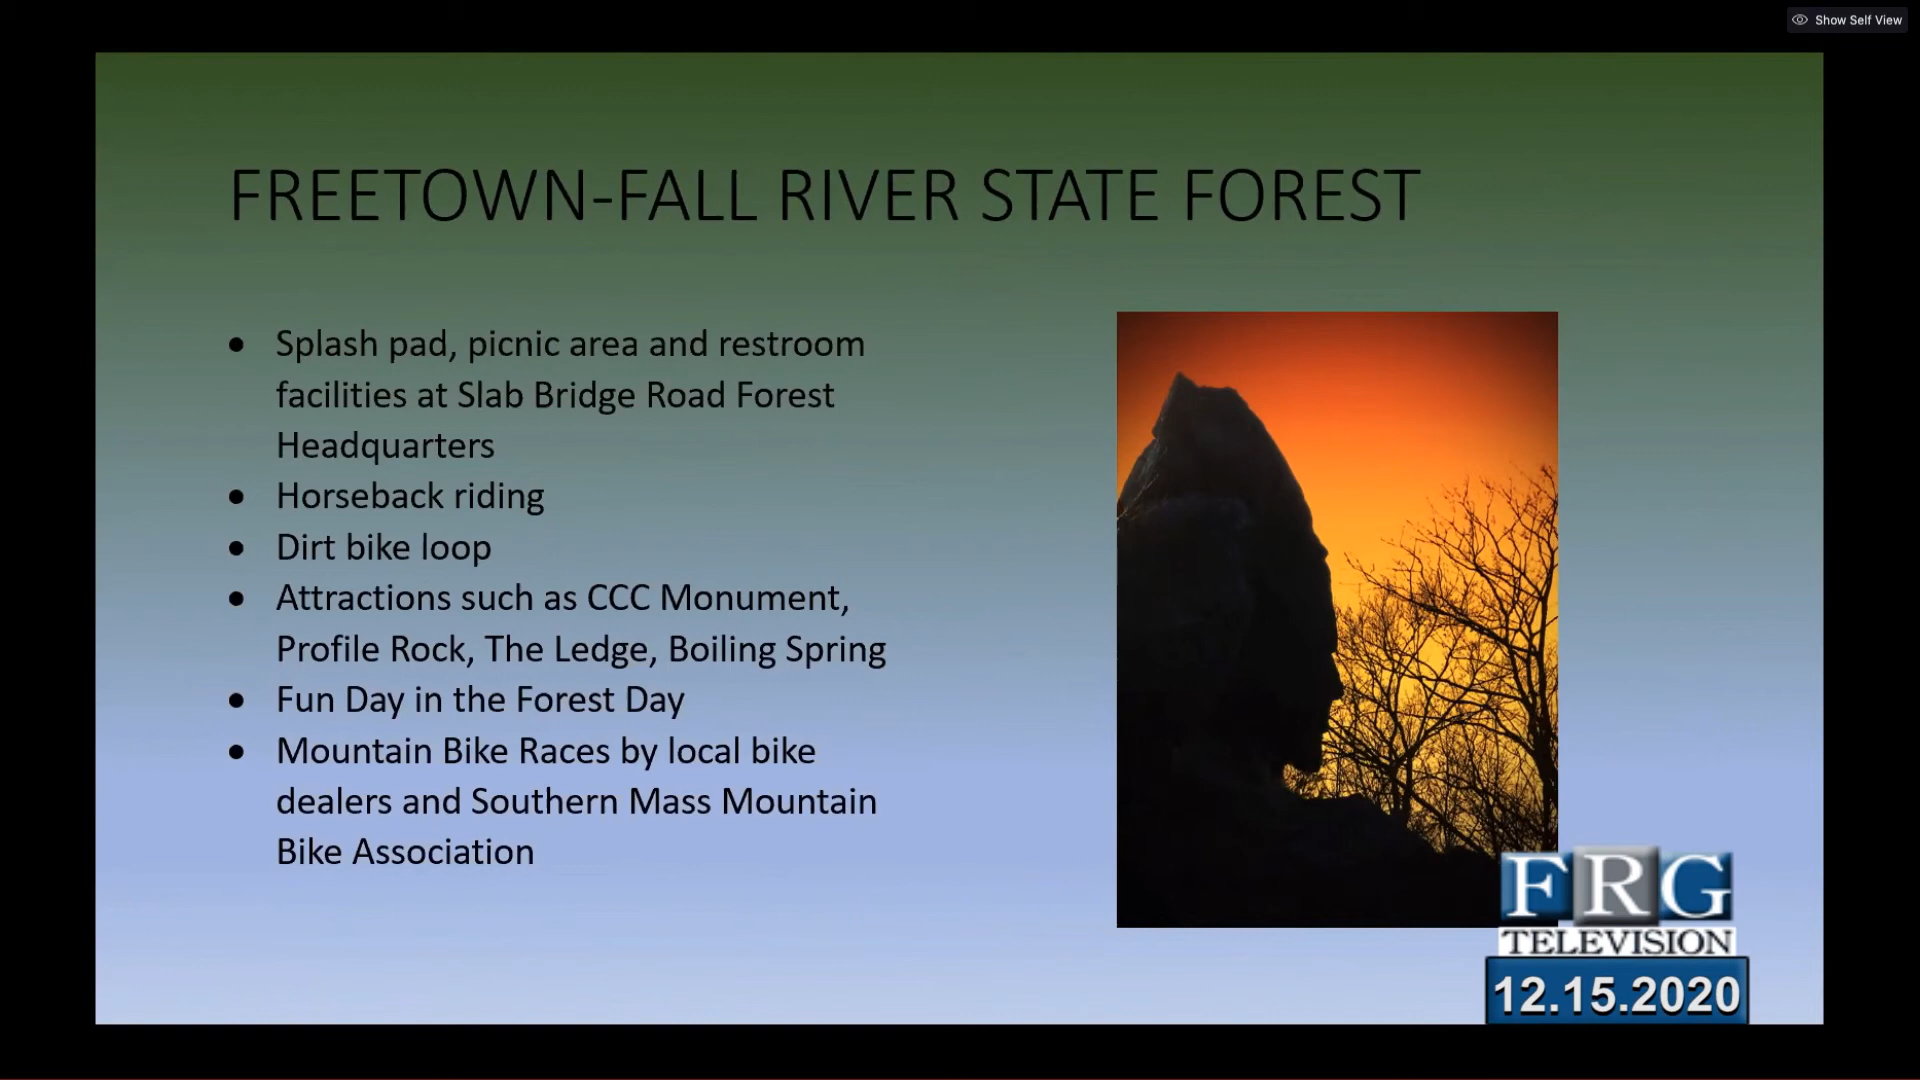 Show Self View
FREETOWN-FALL RIVER STATE FOREST
• Splash pad, picnic area and restroom
facilities at Slab Bridge Road Forest
Headquarters
• Horseback riding
• Dirt bike loop
• Attractions such as CCC Monument,
Profile Rock, The Ledge, Boiling Spring
• Fun Day in the Forest Day
• Mountain Bike Races by local bike
dealers and Southern Mass Mountain
Bike Association
FRG
TELEVISION
12.15.2020